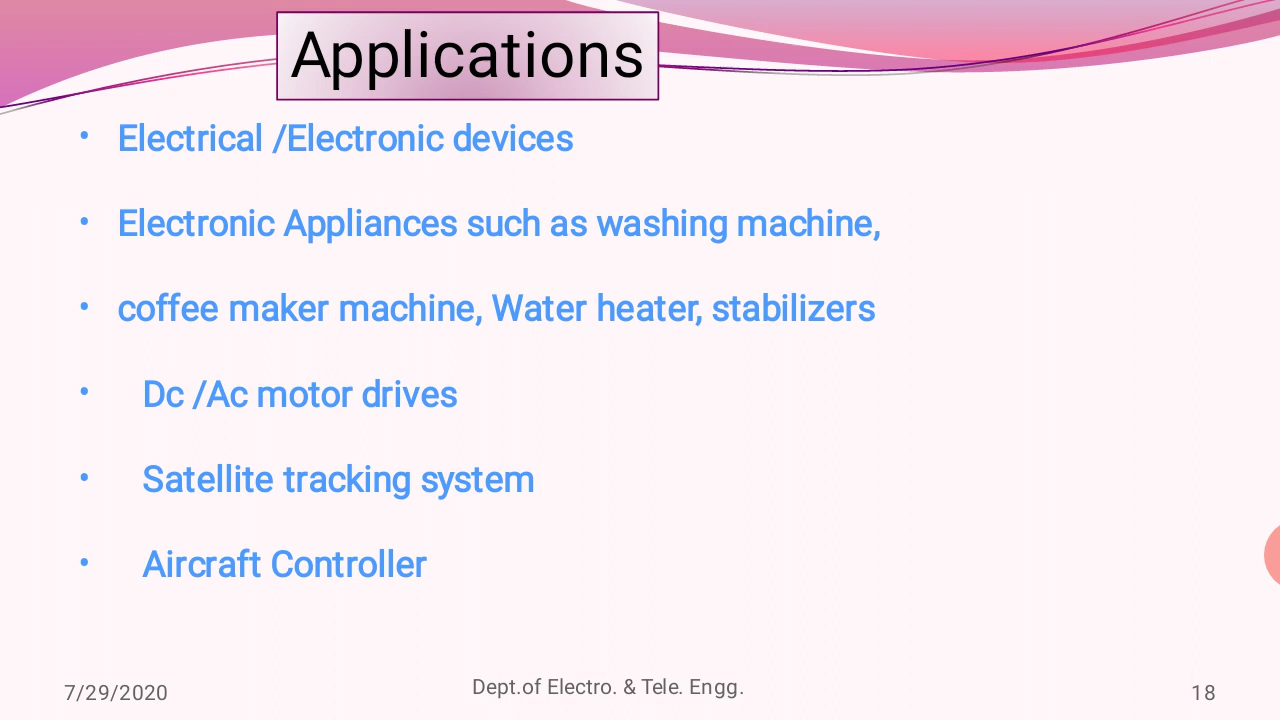 Applications
• Electrical /Electronic devices
• Electronic Appliances such as washing machine,
• coffee maker machine, Water heater, stabilizers
• Dc /Ac motor drives
• Satellite tracking system
• Aircraft Controller
7/29/2020
Dept.of Electro. & Tele. Engg.
18